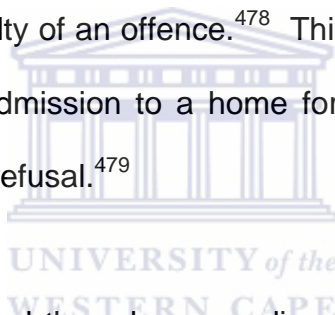 lty of an offence.⁴⁷⁸ Thi
dmission to a home for
efusal.⁴⁷⁹
UNIVERSITY of the
WESTERN CAPE